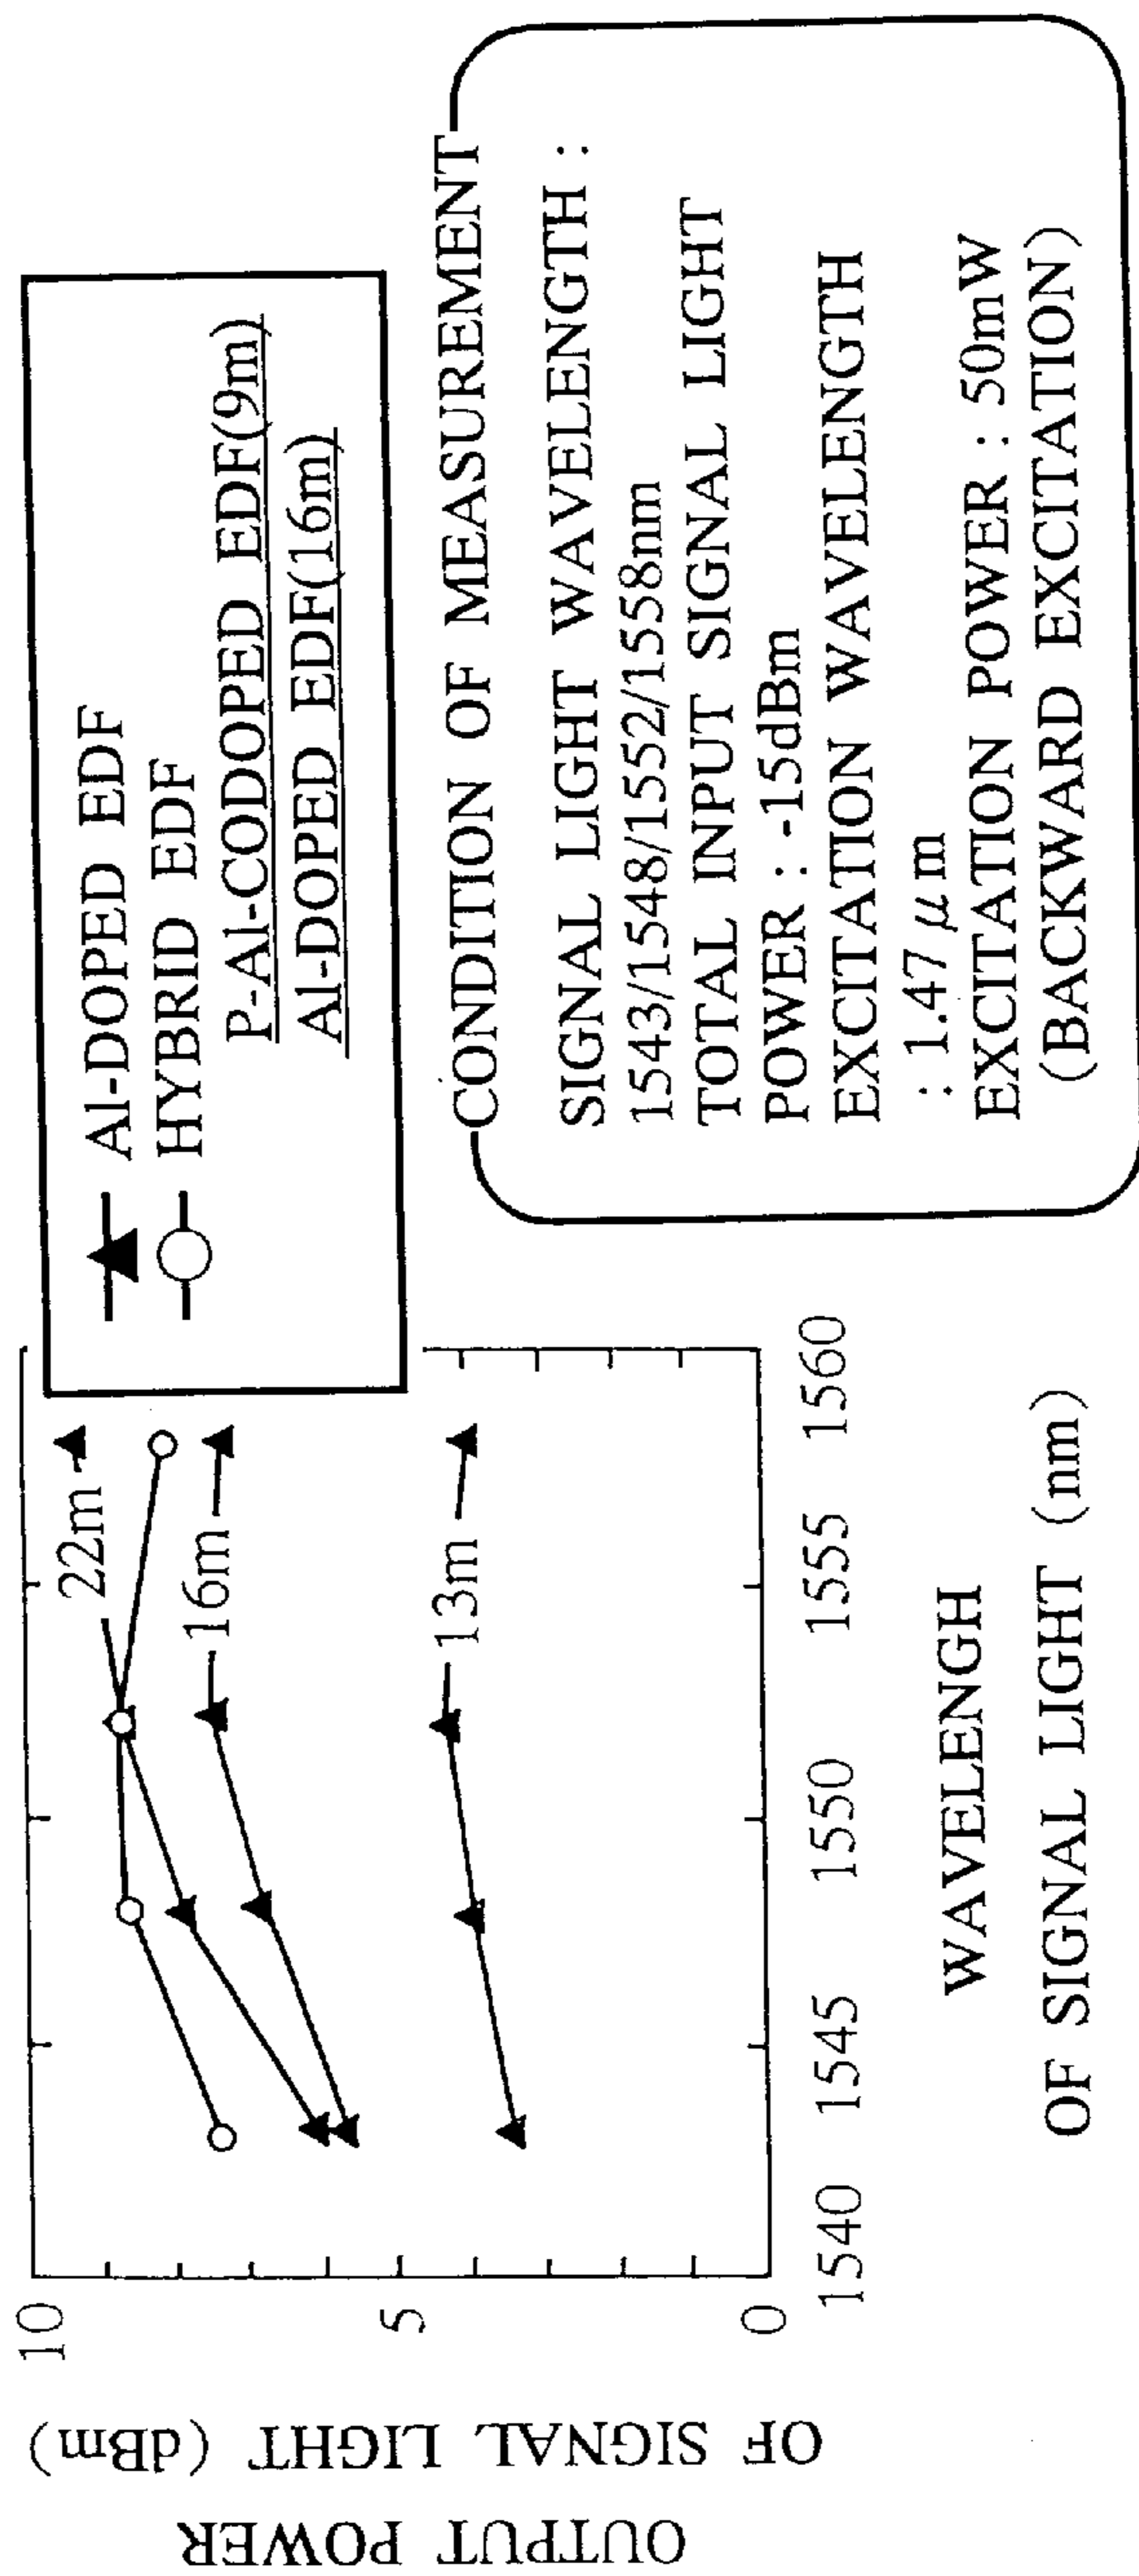 OUTPUT POWER
OF SIGNAL LIGHT (dBm)
10
5
0
22m
16m
13m
1540 1545 1550 1555 1560
WAVELENGH
OF SIGNAL LIGHT (nm)
Al-DOPED EDF
HYBRID EDF
P-Al-CODOPED EDF(9m)
Al-DOPED EDF(16m)
CONDITION OF MEASUREMENT
SIGNAL LIGHT WAVELENGTH :
1543/1548/1552/1558nm
TOTAL INPUT SIGNAL LIGHT
POWER : -15dBm
EXCITATION WAVELENGTH
: 1.47μm
EXCITATION POWER : 50mW
(BACKWARD EXCITATION)